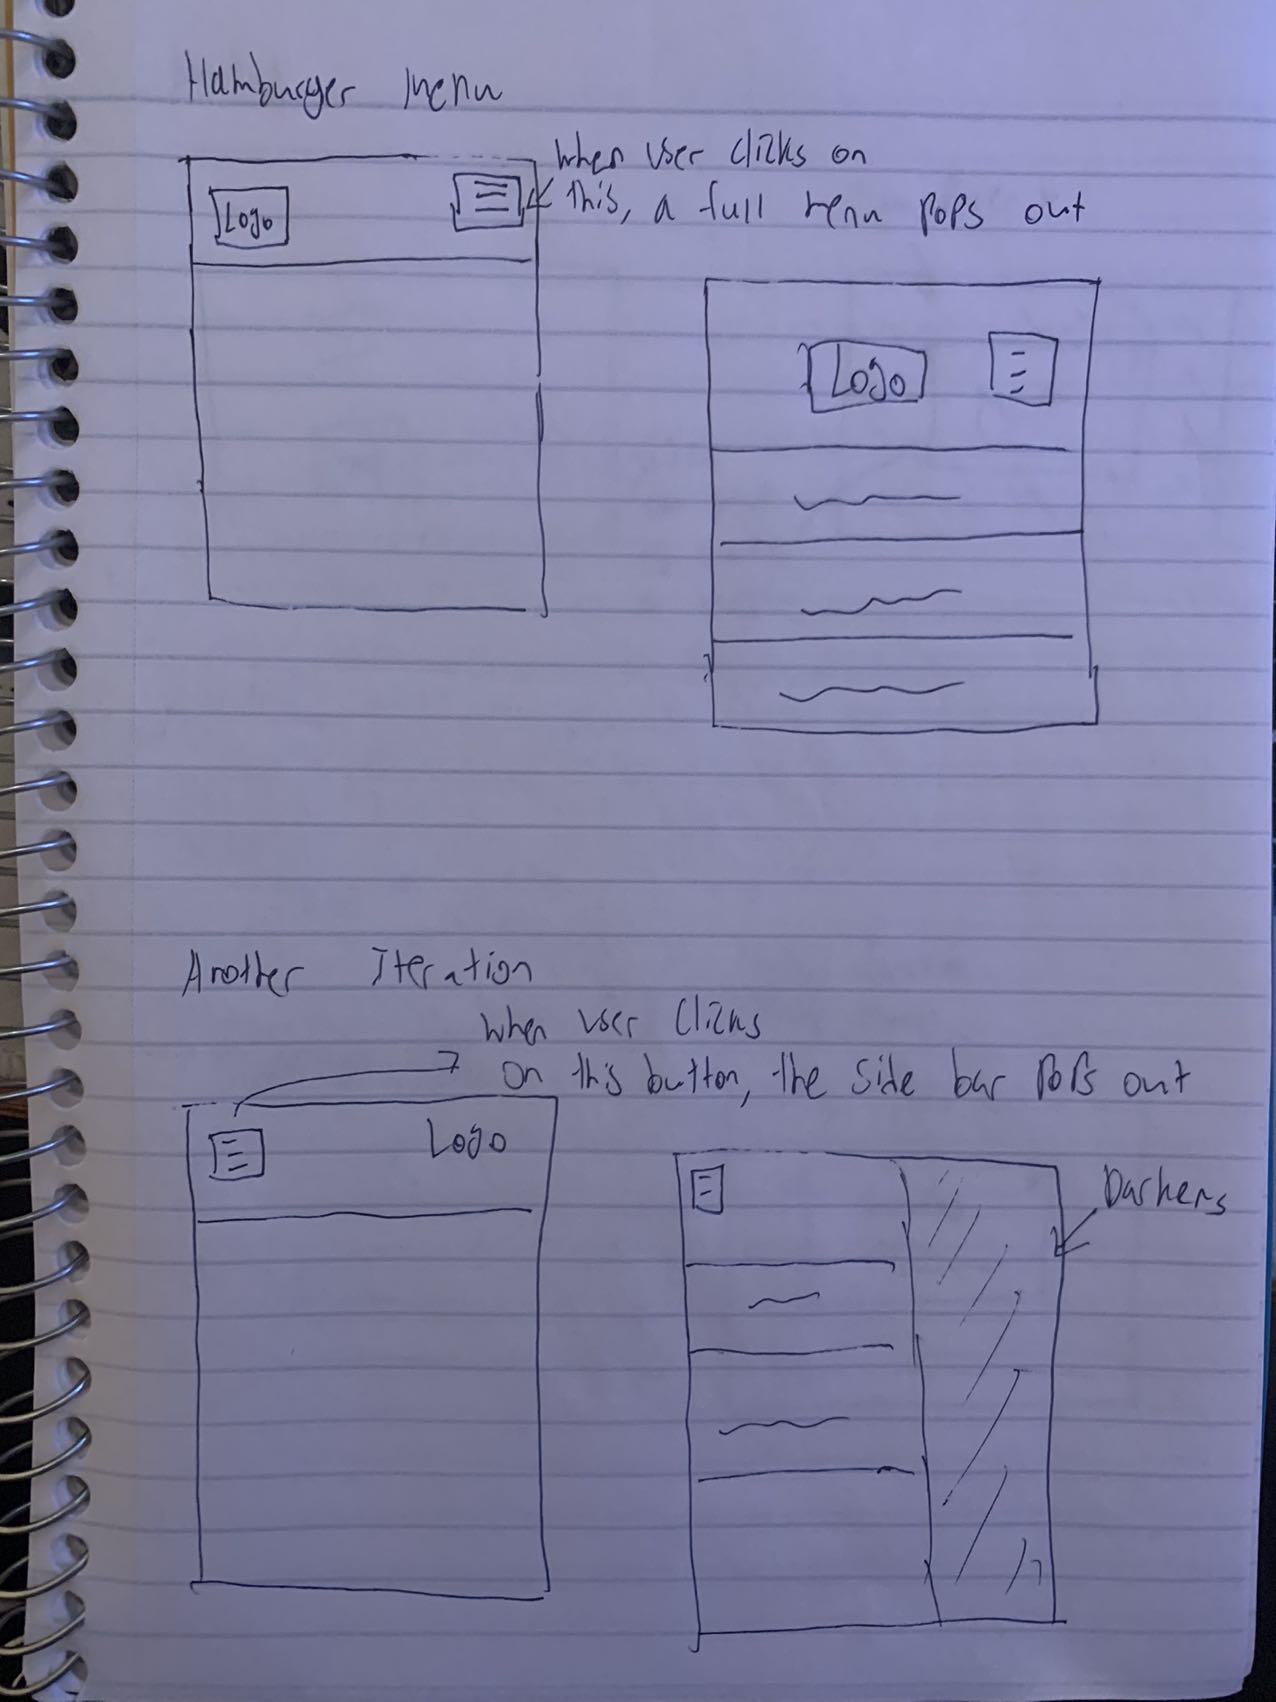 Hamburger Menu
When user clicks on
this, a full menu pops out
Logo
Logo
Another Iteration
When user clicks
on this button, the side bar pops out
Logo
Darkens